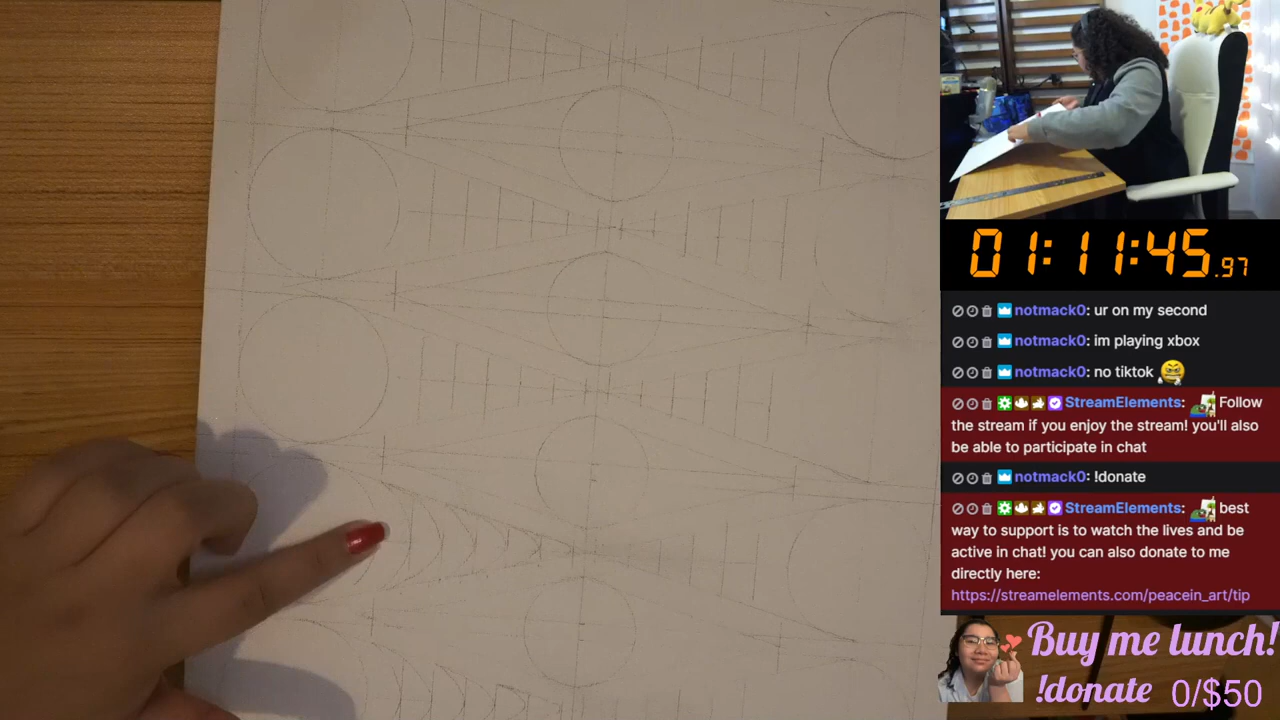 01:11:45.97
notmack0: ur on my second
notmack0: im playing xbox
notmack0: no tiktok
StreamElements: Follow
the stream if you enjoy the stream! you'll also
be able to participate in chat
notmack0: !donate
StreamElements: best
way to support is to watch the lives and be
active in chat! you can also donate to me
directly here:
https://streamelements.com/peacein_art/tip
Buy me lunch!
!donate 0/$50